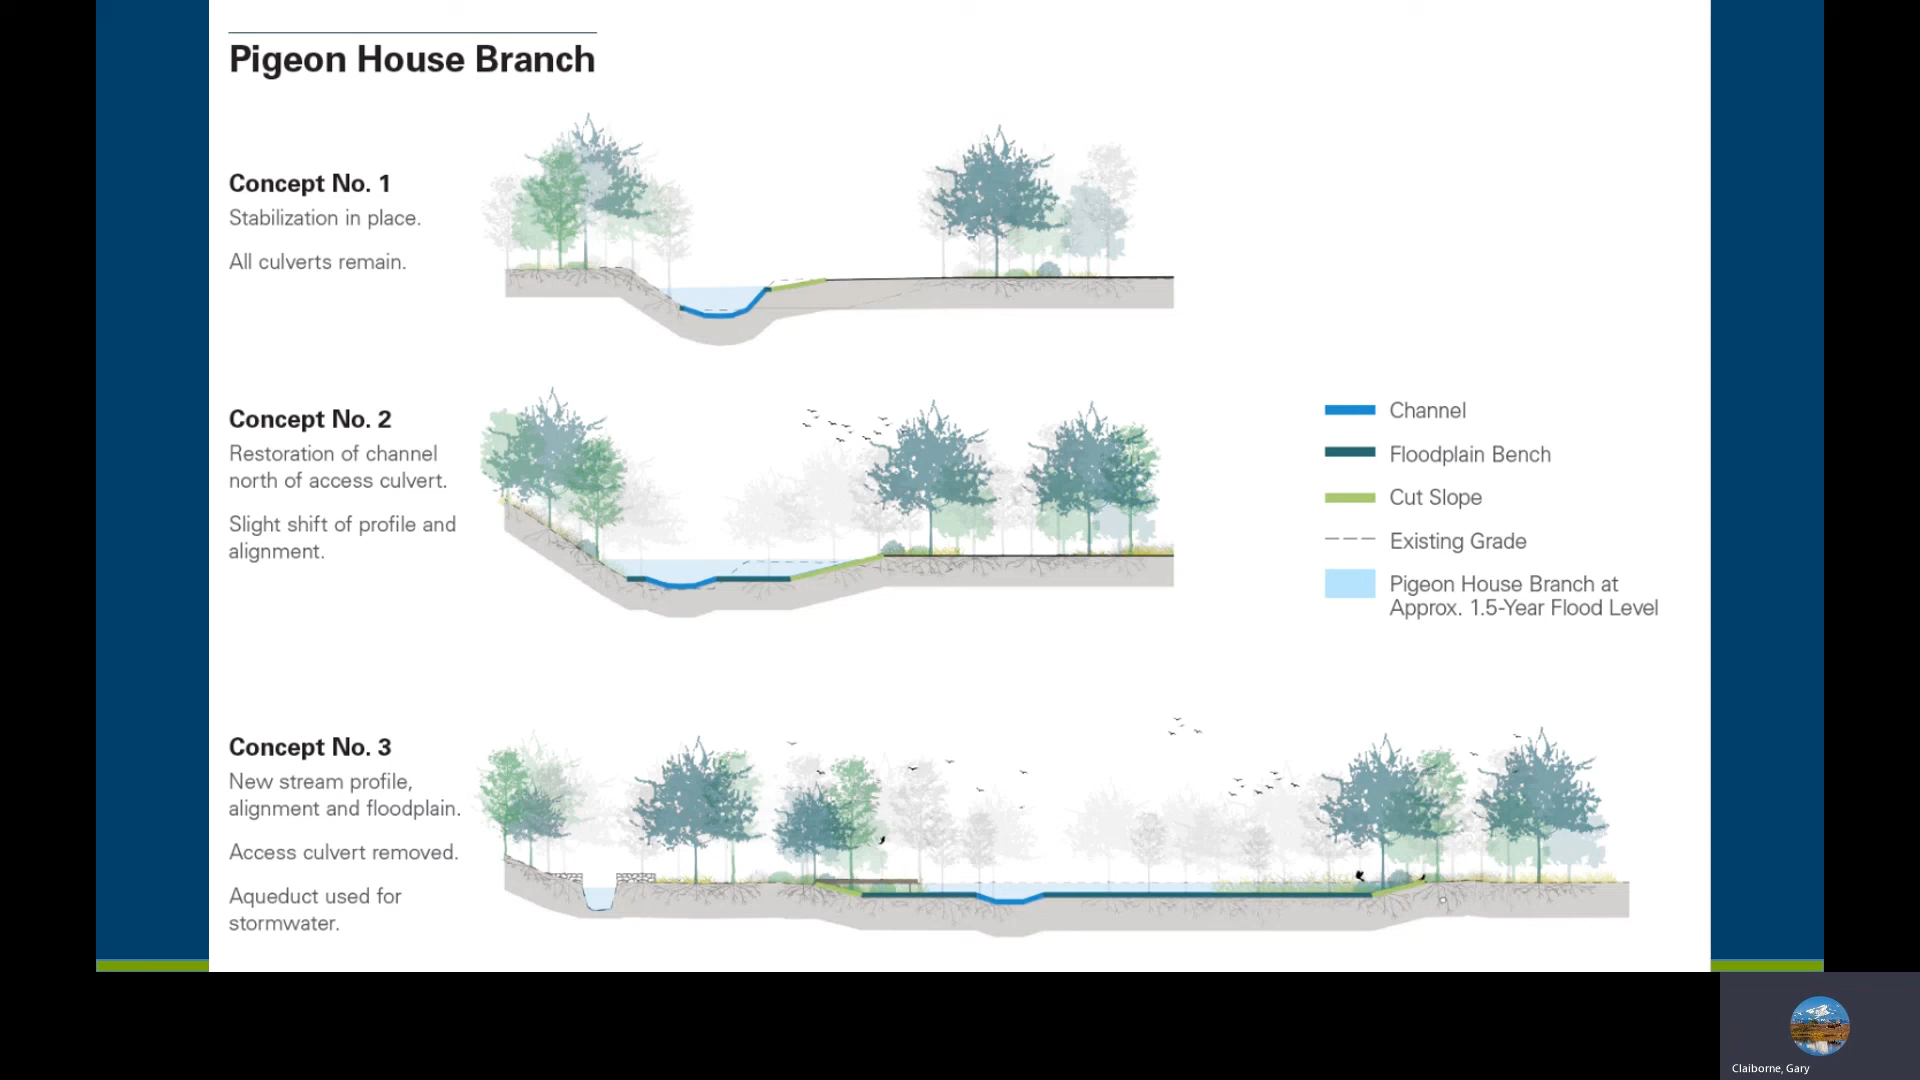 Pigeon House Branch
Concept No. 1
Stabilization in place.
All culverts remain.
Concept No. 2
Restoration of channel
north of access culvert.
Slight shift of profile and
alignment.
Channel
Floodplain Bench
Cut Slope
Existing Grade
Pigeon House Branch at
Approx. 1.5-Year Flood Level
Concept No. 3
New stream profile,
alignment and floodplain.
Access culvert removed.
Aqueduct used for
stormwater.
Claiborne, Gary